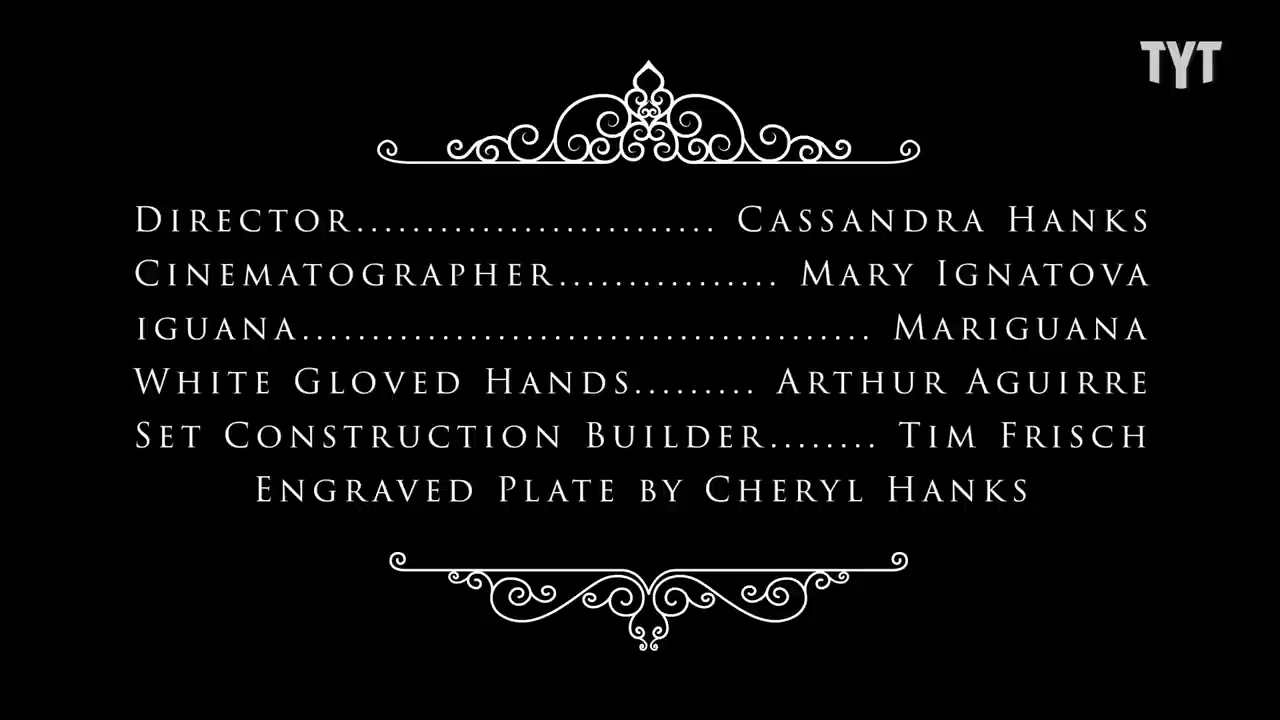 TYT
Director.......................... Cassandra Hanks
Cinematographer................ Mary Ignatova
iguana......................................... Mariguana
White Gloved Hands......... Arthur Aguirre
Set Construction Builder........ Tim Frisch
Engraved Plate by Cheryl Hanks